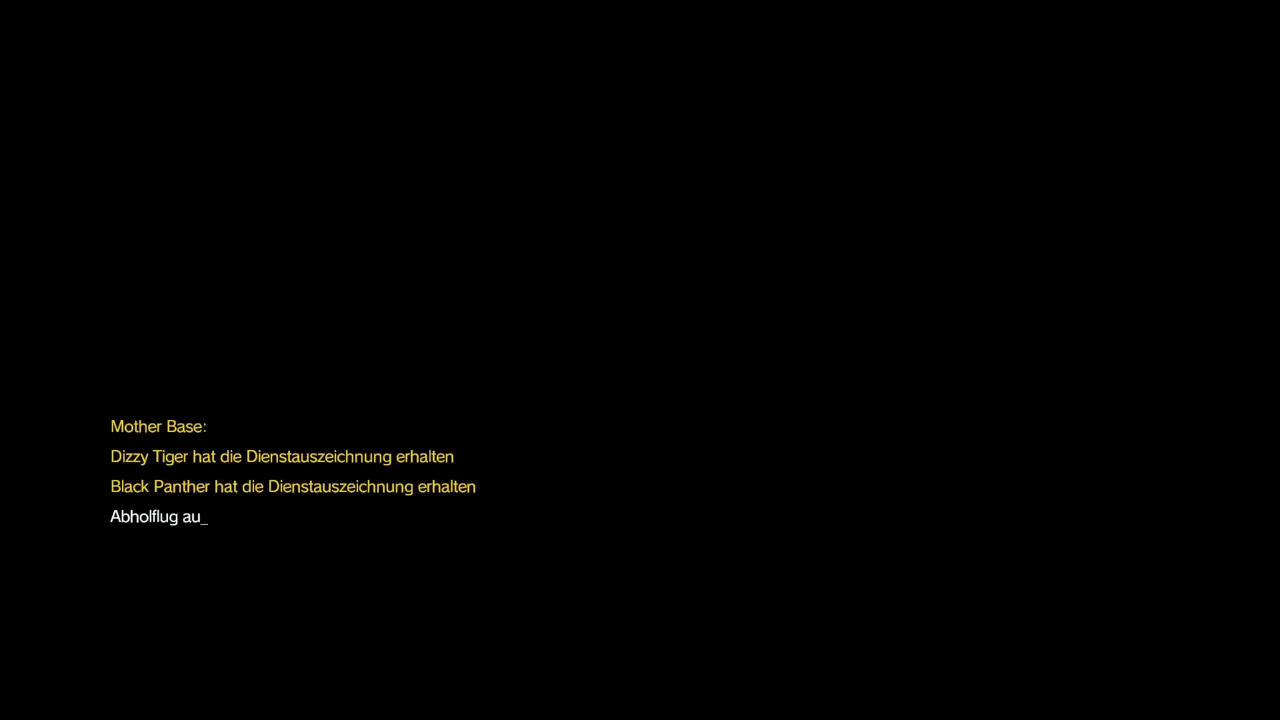 Mother Base:
Dizzy Tiger hat die Dienstauszeichnung erhalten
Black Panther hat die Dienstauszeichnung erhalten
Abholflug au_